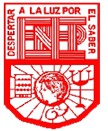 DESPERTAR
A LA LUZ POR
EL SABER
ENP